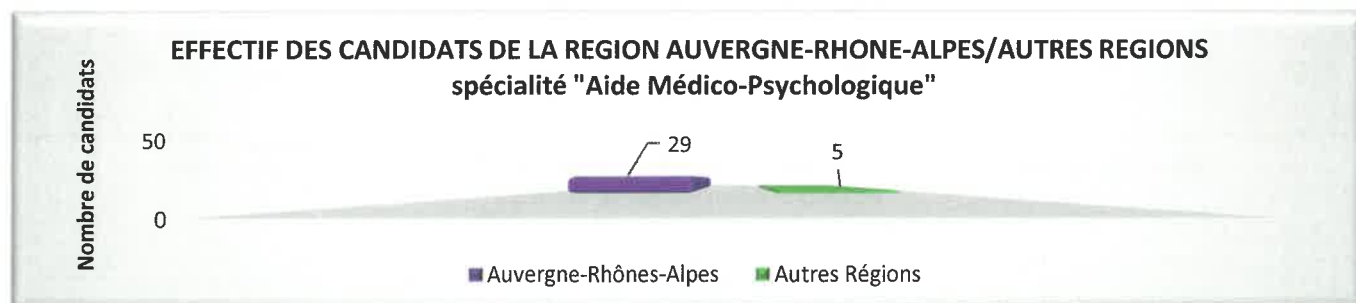 EFFECTIF DES CANDIDATS DE LA REGION AUVERGNE-RHONE-ALPES/AUTRES REGIONS
spécialité "Aide Médico-Psychologique"
Nombre de candidats
50
0
29
5
Auvergne-Rhônes-Alpes
Autres Régions